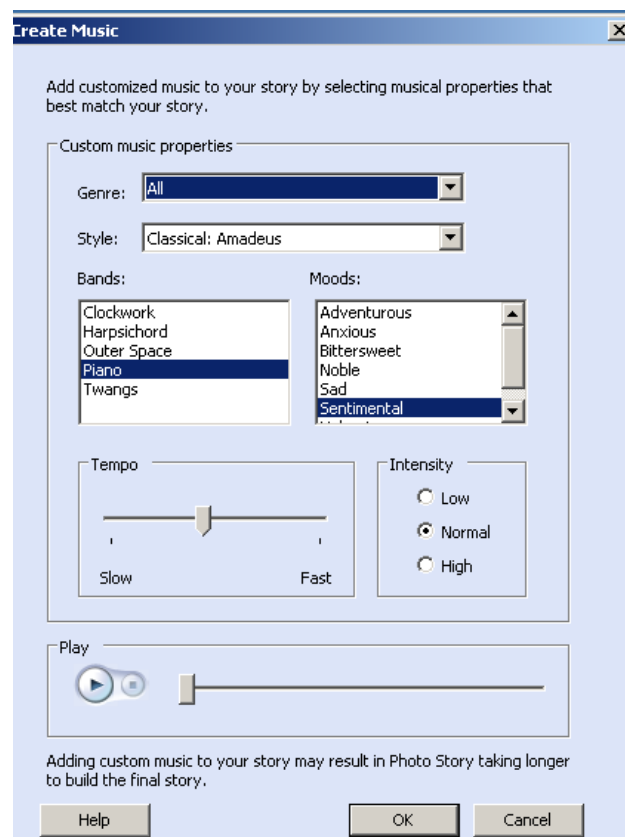 Create Music
Add customized music to your story by selecting musical properties that
best match your story.
Custom music properties
Genre:
All
Style:
Classical: Amadeus
Bands:
Moods:
Clockwork
Harpsichord
Outer Space
Piano
Twangs
Adventurous
Anxious
Bittersweet
Noble
Sad
Sentimental
Tempo
Slow
Fast
Intensity
Low
Normal
High
Play
Adding custom music to your story may result in Photo Story taking longer
to build the final story.
Help
OK
Cancel